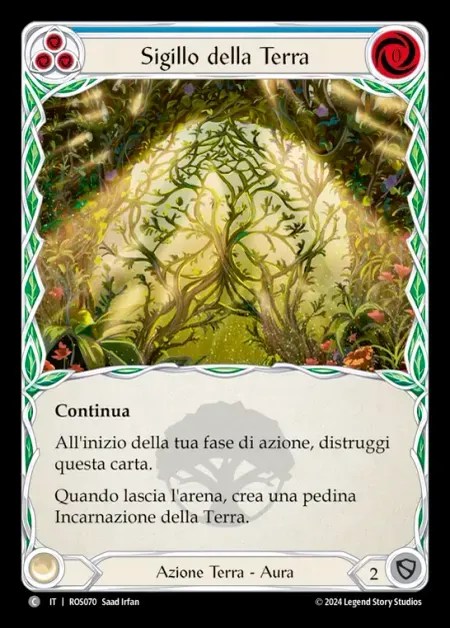 Sigillo della Terra
0
Continua
All'inizio della tua fase di azione, distruggi
questa carta.
Quando lascia l'arena, crea una pedina
Incarnazione della Terra.
Azione Terra - Aura
2
C IT | ROS070 Saad Irfan
© 2024 Legend Story Studios